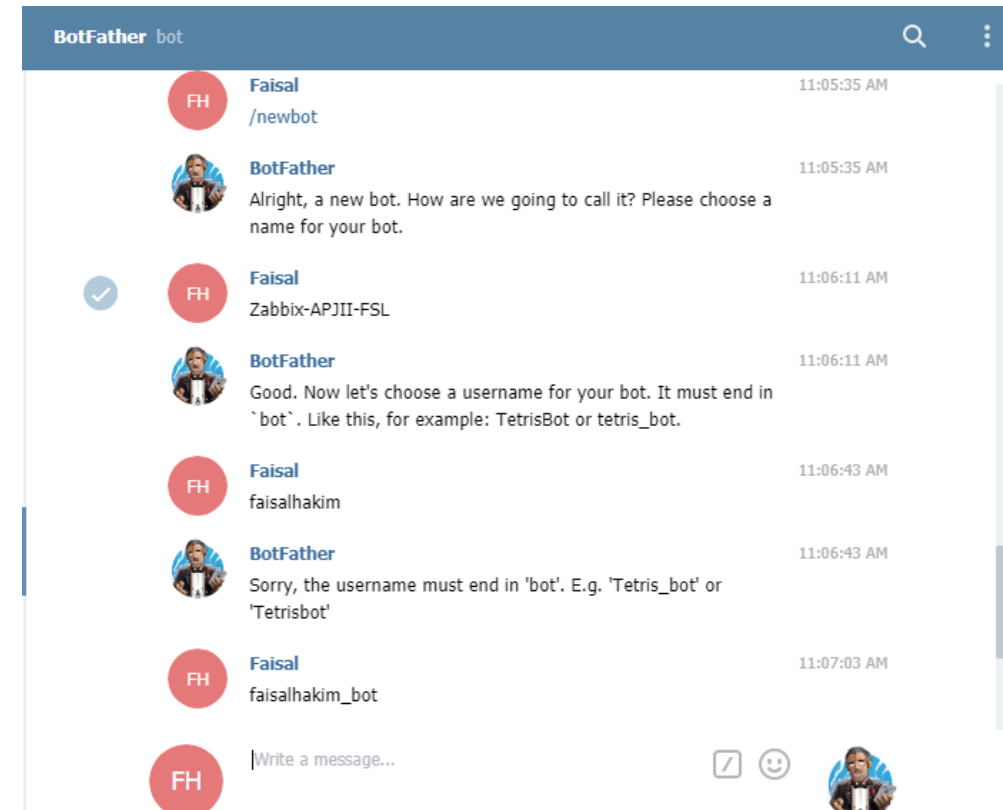 BotFather bot
Faisal 11:05:35 AM
FH
/newbot
BotFather 11:05:35 AM
Alright, a new bot. How are we going to call it? Please choose a
name for your bot.
Faisal 11:06:11 AM
FH
Zabbix-APJII-FSL
BotFather 11:06:11 AM
Good. Now let's choose a username for your bot. It must end in
`bot`. Like this, for example: TetrisBot or tetris_bot.
Faisal 11:06:43 AM
FH
faisalhakim
BotFather 11:06:43 AM
Sorry, the username must end in 'bot'. E.g. 'Tetris_bot' or
'Tetrisbot'
Faisal 11:07:03 AM
FH
faisalhakim_bot
Write a message...
FH